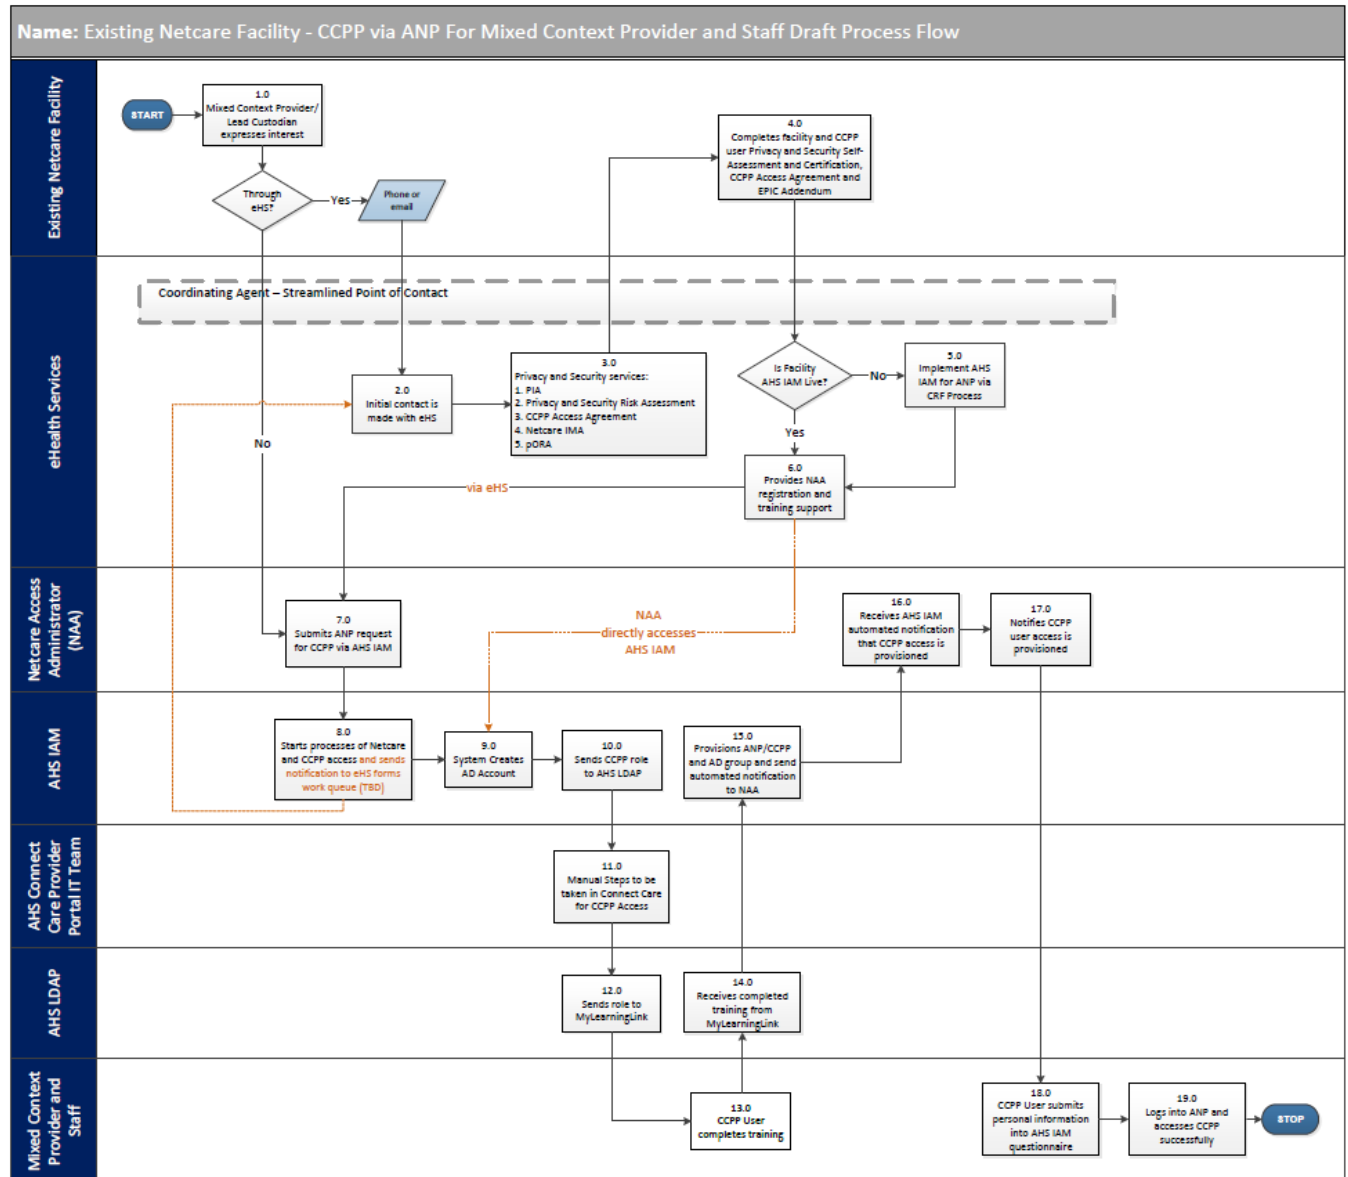 Name: Existing Netcare Facility - CCPP via ANP For Mixed Context Provider and Staff Draft Process Flow
Existing Netcare Facility
START
1.0
Mixed Context Provider/
Lead Custodian
expresses interest
Through
eHS?
Yes
Phone or
email
4.0
Completes facility and CCPP
user Privacy and Security Self-
Assessment and Certification,
CCPP Access Agreement and
EPIC Addendum
eHealth Services
Coordinating Agent – Streamlined Point of Contact
2.0
Initial contact is
made with eHS
3.0
Privacy and Security services:
1. PIA
2. Privacy and Security Risk Assessment
3. CCPP Access Agreement
4. Netcare IMA
5. pORA
Is Facility
AHS IAM Live?
No
5.0
Implement AHS
IAM for ANP via
CRF Process
Yes
No
6.0
Provides NAA
registration and
training support
via eHS
Netcare Access
Administrator
(NAA)
7.0
Submits ANP request
for CCPP via AHS IAM
NAA
directly accesses
AHS IAM
16.0
Receives AHS IAM
automated notification
that CCPP access is
provisioned
17.0
Notifies CCPP
user access is
provisioned
AHS IAM
8.0
Starts processes of Netcare
and CCPP access and sends
notification to eHS forms
work queue (TBD)
9.0
System Creates
AD Account
10.0
Sends CCPP role
to AHS LDAP
15.0
Provisions ANP/CCPP
and AD group and send
automated notification
to NAA
AHS Connect
Care Provider
Portal IT Team
11.0
Manual Steps to be
taken in Connect Care
for CCPP Access
AHS LDAP
12.0
Sends role to
MyLearningLink
14.0
Receives completed
training from
MyLearningLink
Mixed Context
Provider and
Staff
13.0
CCPP User
completes training
18.0
CCPP User submits
personal information
into AHS IAM
questionnaire
19.0
Logs into ANP and
accesses CCPP
successfully
STOP